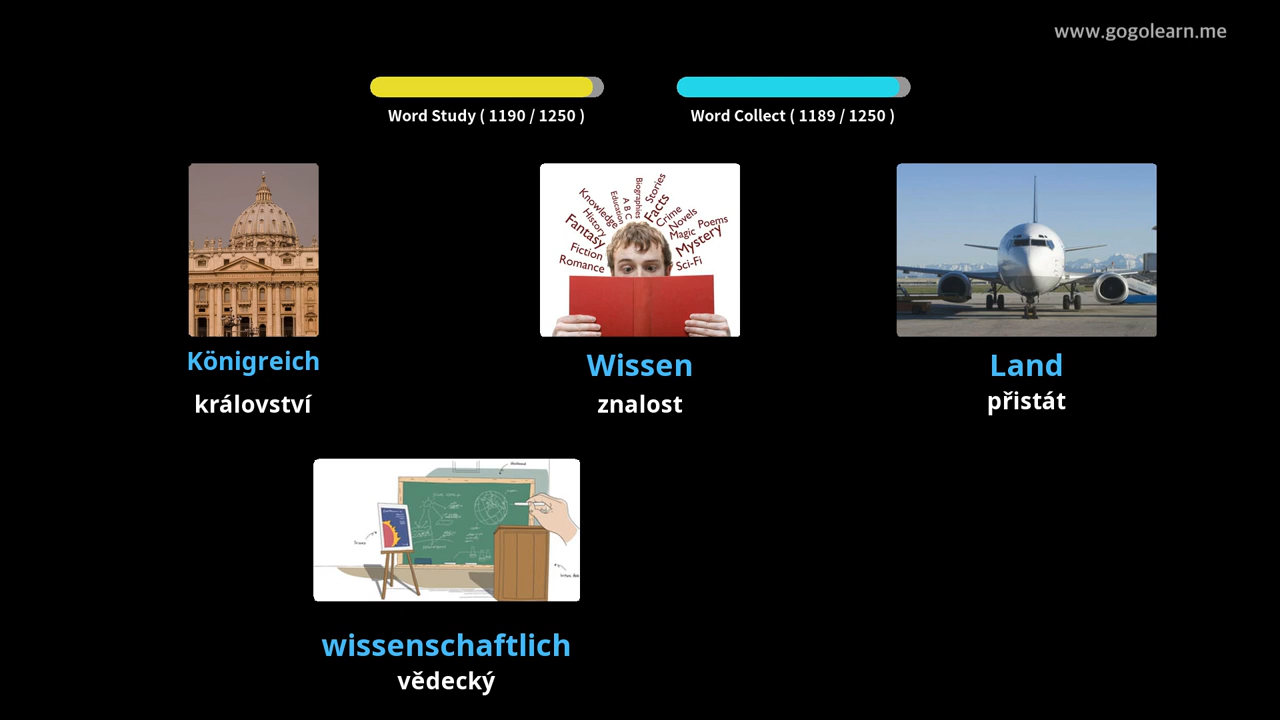 www.gogolearn.me
Word Study ( 1190 / 1250 )
Word Collect ( 1189 / 1250 )
Knowledge
Education
A B C
Biographies
Stories
History
Facts
Crime
Novels
Fantasy
Magic
Poems
Fiction
Mystery
Romance
Sci-Fi
Königreich
království
Wissen
znalost
Land
přistát
wissenschaftlich
vědecký